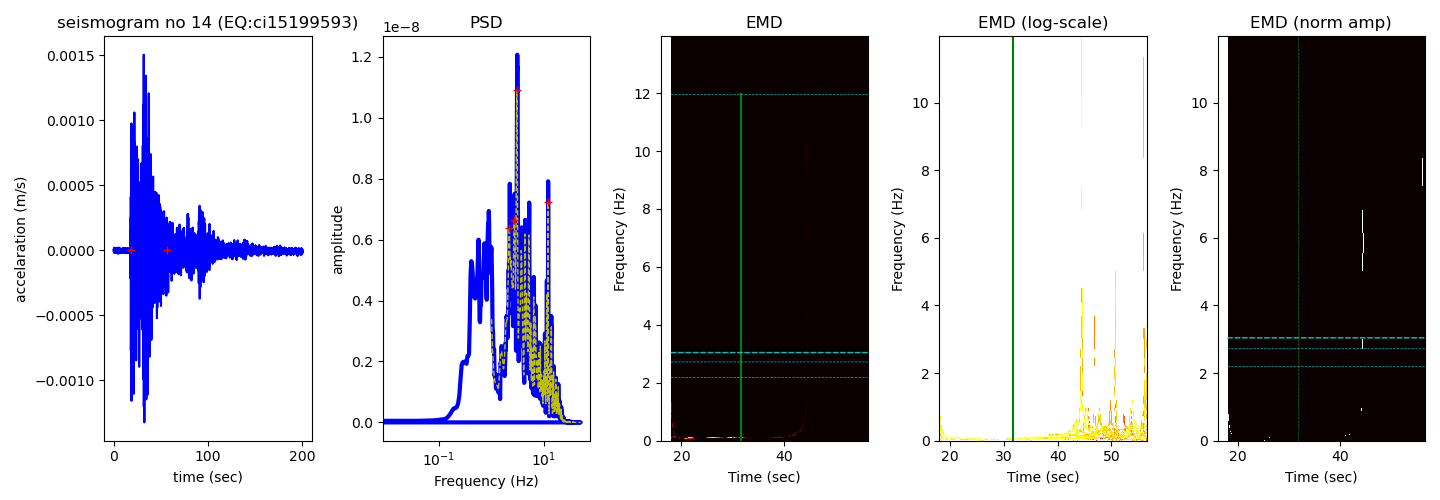 seismogram no 14 (EQ:ci15199593)
0.0015
0.0010
0.0005
0.0000
−0.0005
−0.0010
accelaration (m/s)
0
100
200
time (sec)
PSD
1e−8
1.2
1.0
0.8
0.6
0.4
0.2
0.0
amplitude
10⁻¹
10¹
Frequency (Hz)
EMD
12
10
8
6
4
2
0
Frequency (Hz)
20
40
Time (sec)
EMD (log-scale)
10
8
6
4
2
0
Frequency (Hz)
20
30
40
50
Time (sec)
EMD (norm amp)
10
8
6
4
2
0
Frequency (Hz)
20
40
Time (sec)